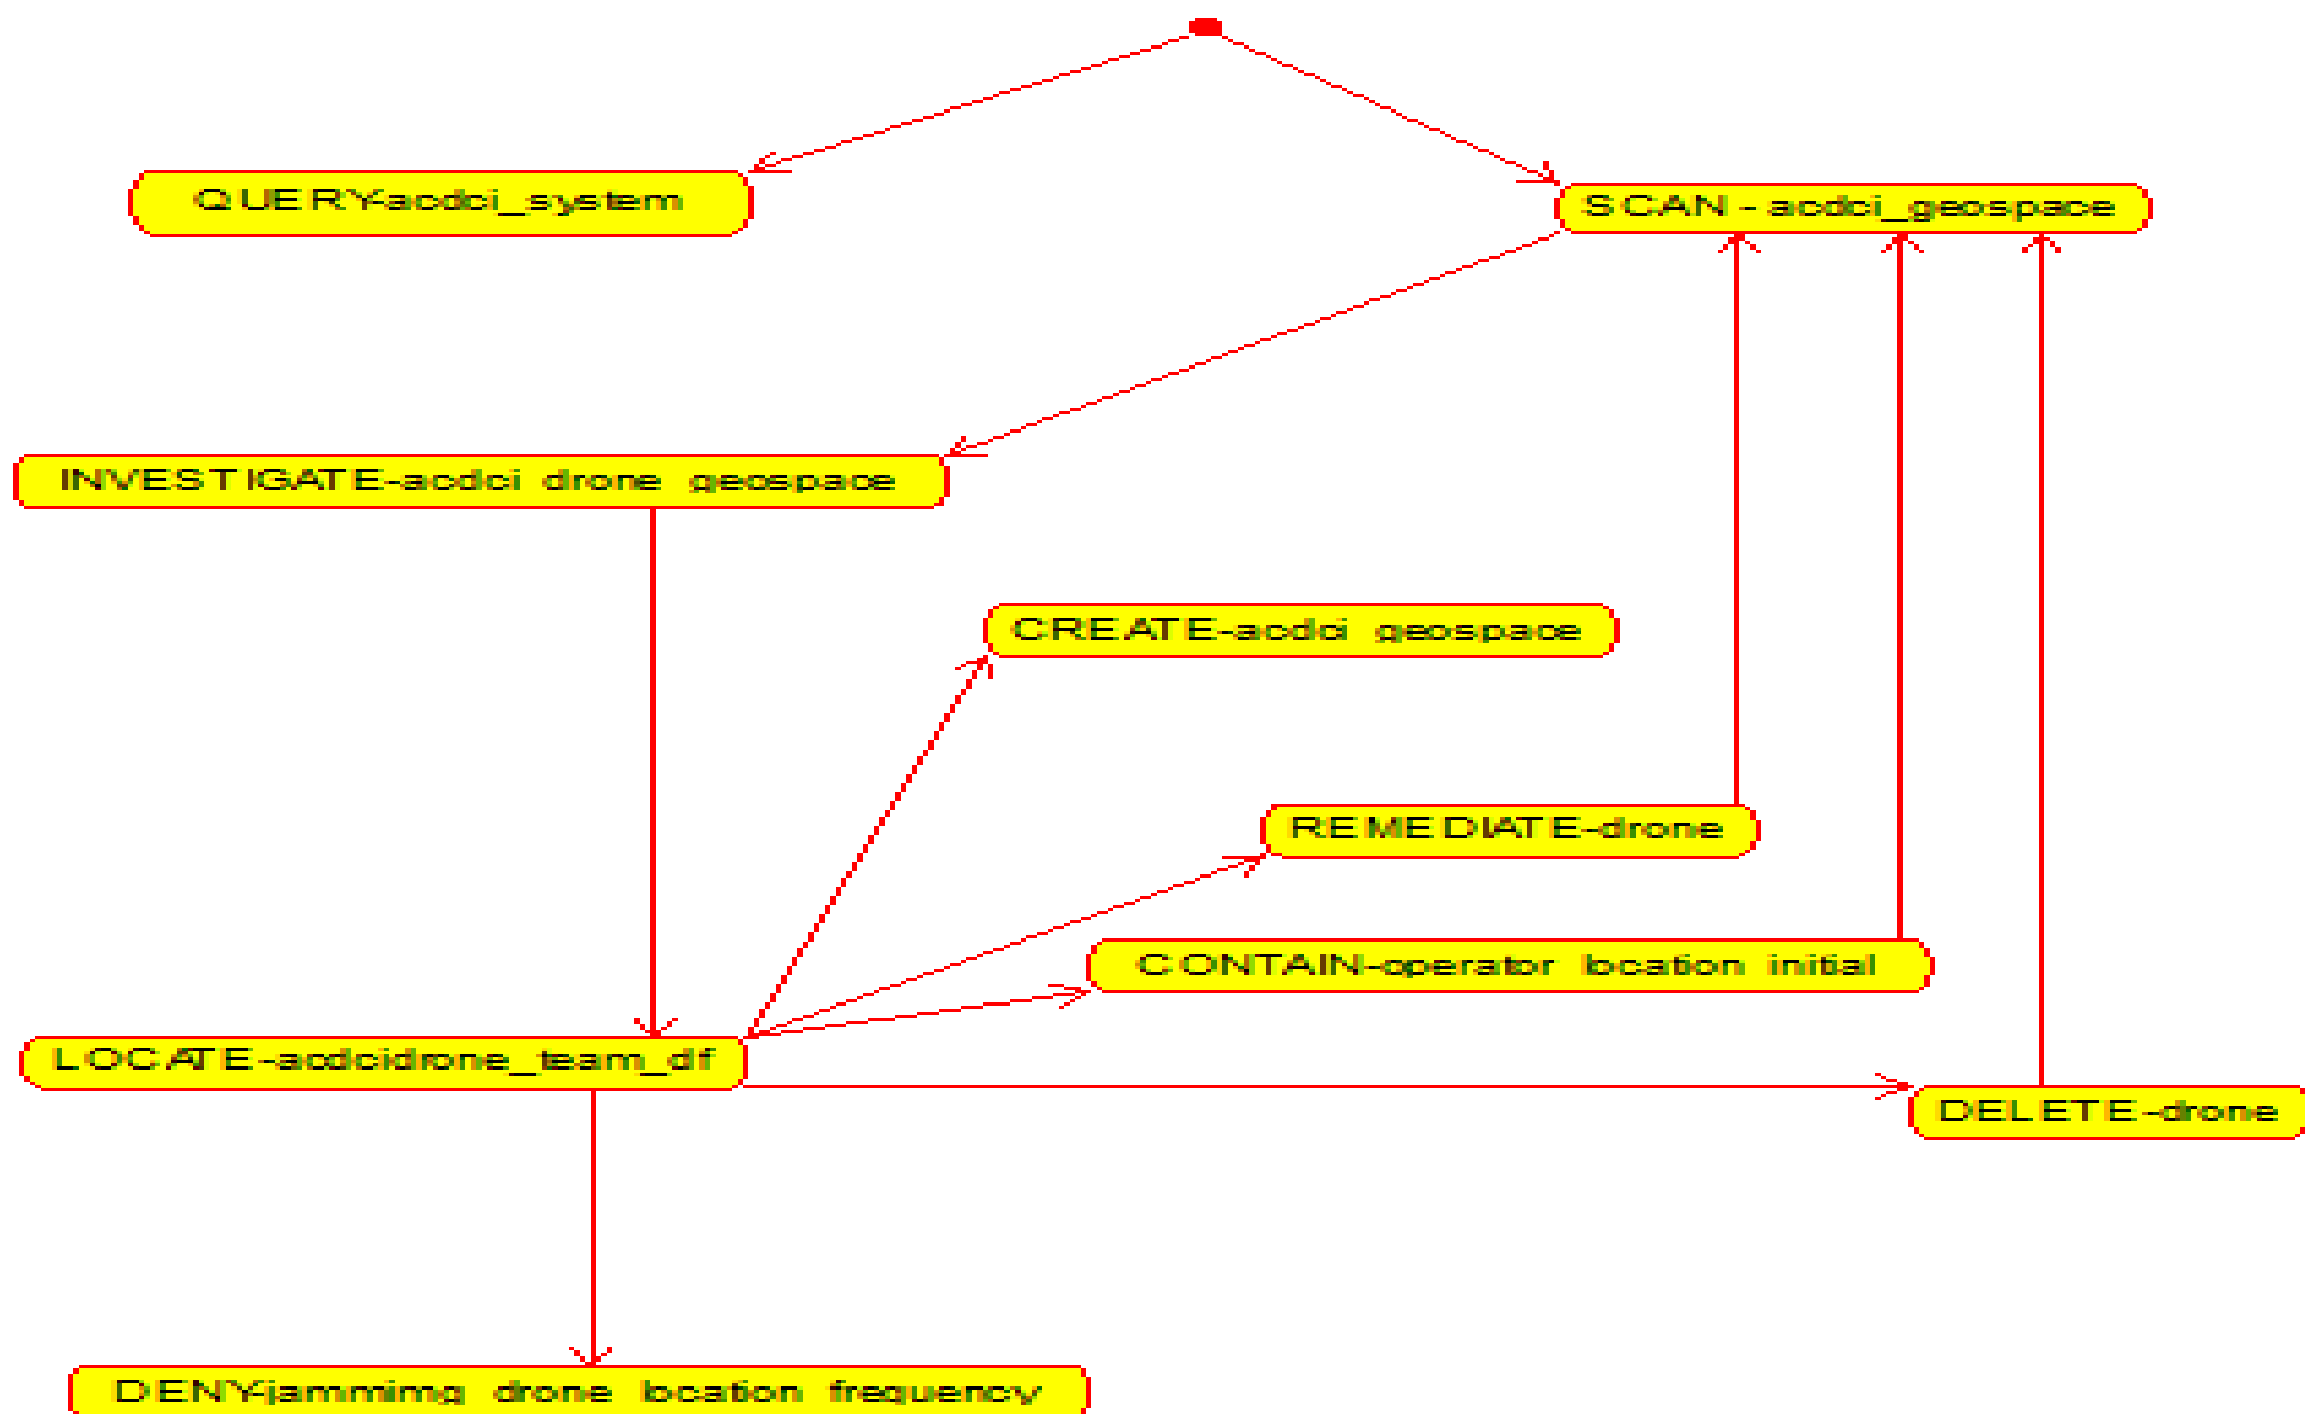 QUERY-acdci_system
SCAN - acdci_geospace
INVESTIGATE-acdci drone geospace
CREATE-acdci geospace
REMEDIATE-drone
CONTAIN-operator location initial
LOCATE-acdcidrone_team_df
DELETE-drone
DENY-jammimg drone location frequency